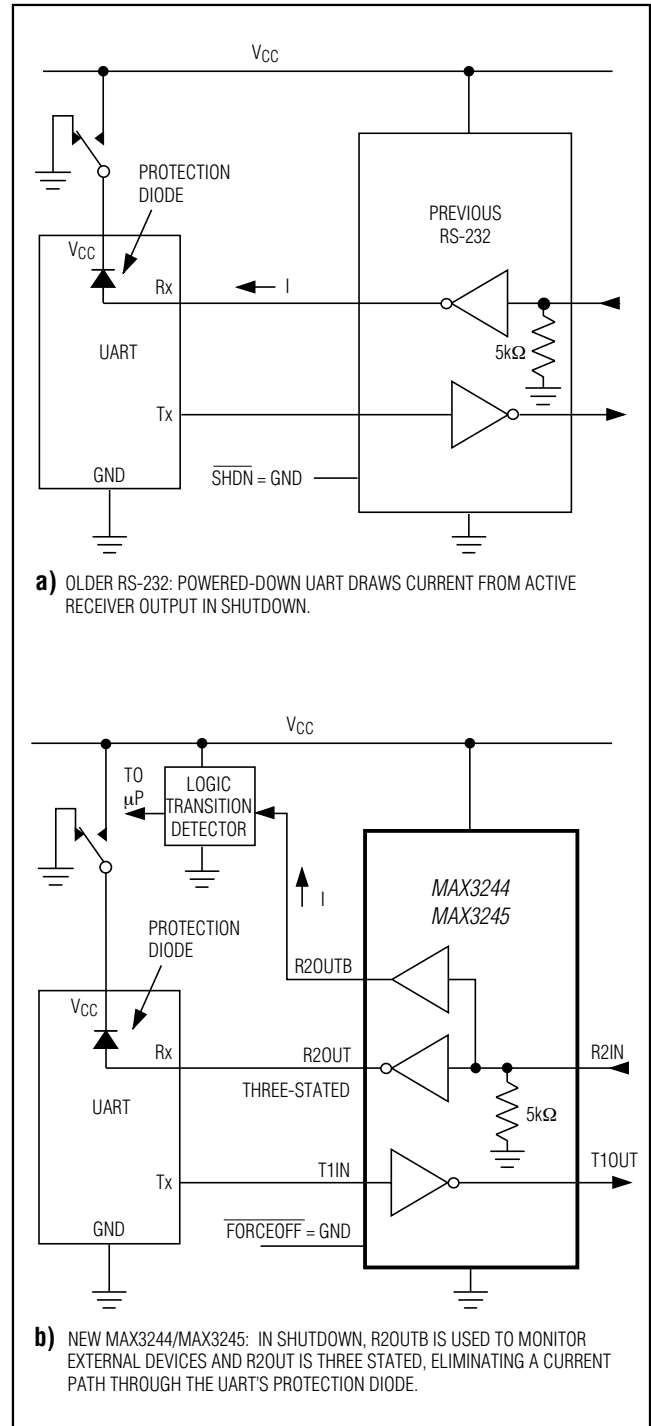 VCC
PROTECTION
DIODE
PREVIOUS
RS-232
VCC
Rx
I
UART
5kΩ
Tx
GND
SHDN = GND
a) OLDER RS-232: POWERED-DOWN UART DRAWS CURRENT FROM ACTIVE
RECEIVER OUTPUT IN SHUTDOWN.
VCC
TO
μP
LOGIC
TRANSITION
DETECTOR
MAX3244
MAX3245
I
PROTECTION
DIODE
R2OUTB
VCC
Rx
R2OUT
R2IN
THREE-STATED
UART
5kΩ
Tx
T1IN
T1OUT
GND
FORCEOFF = GND
b) NEW MAX3244/MAX3245: IN SHUTDOWN, R2OUTB IS USED TO MONITOR
EXTERNAL DEVICES AND R2OUT IS THREE STATED, ELIMINATING A CURRENT
PATH THROUGH THE UART'S PROTECTION DIODE.